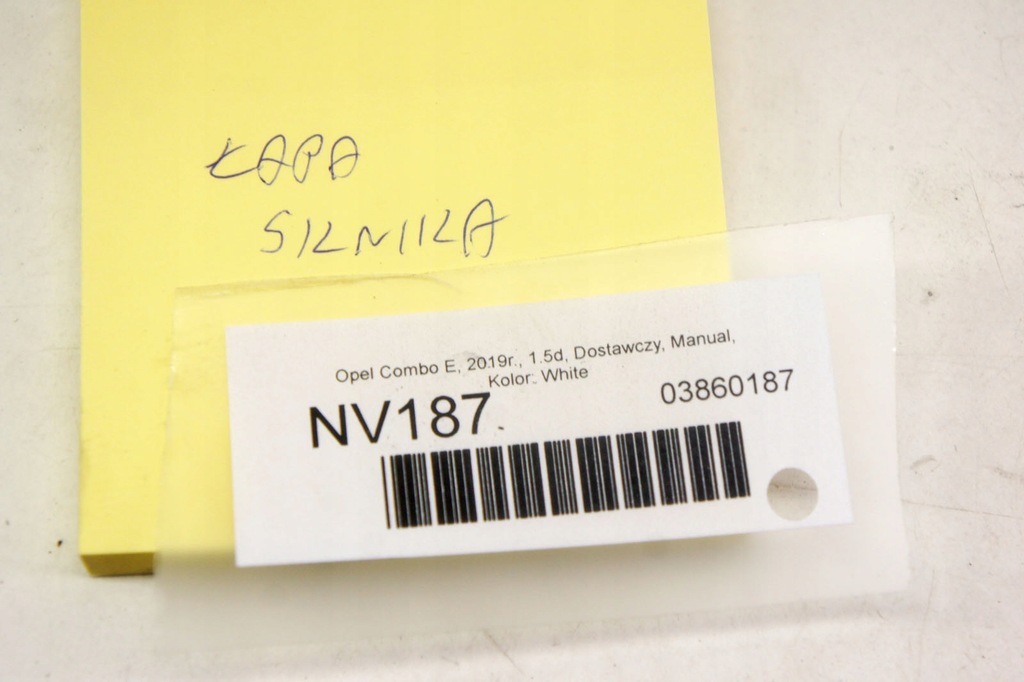 ŁAPA
SILNIKA
Opel Combo E, 2019r., 1.5d, Dostawczy, Manual,
Kolor: White
NV187
03860187